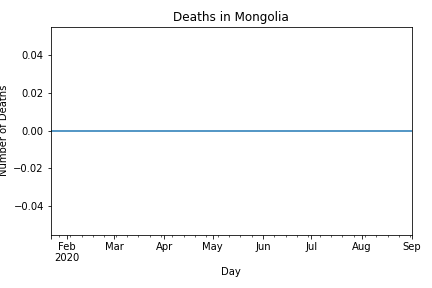 Deaths in Mongolia
Number of Deaths
0.04
0.02
0.00
−0.02
−0.04
Feb Mar Apr May Jun Jul Aug Sep
2020
Day